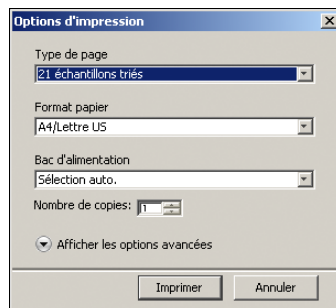 Options d'impression
Type de page
21 échantillons triés
Format papier
A4/Lettre US
Bac d'alimentation
Sélection auto.
Nombre de copies: 1
Afficher les options avancées
Imprimer Annuler